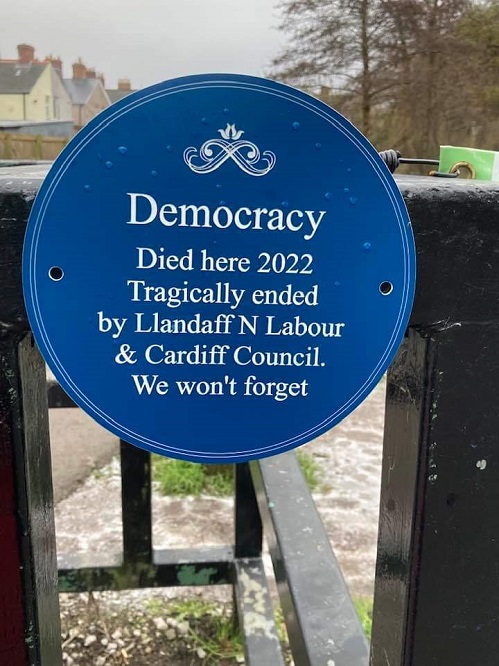 Democracy
Died here 2022
Tragically ended
by Llandaff N Labour
& Cardiff Council.
We won't forget